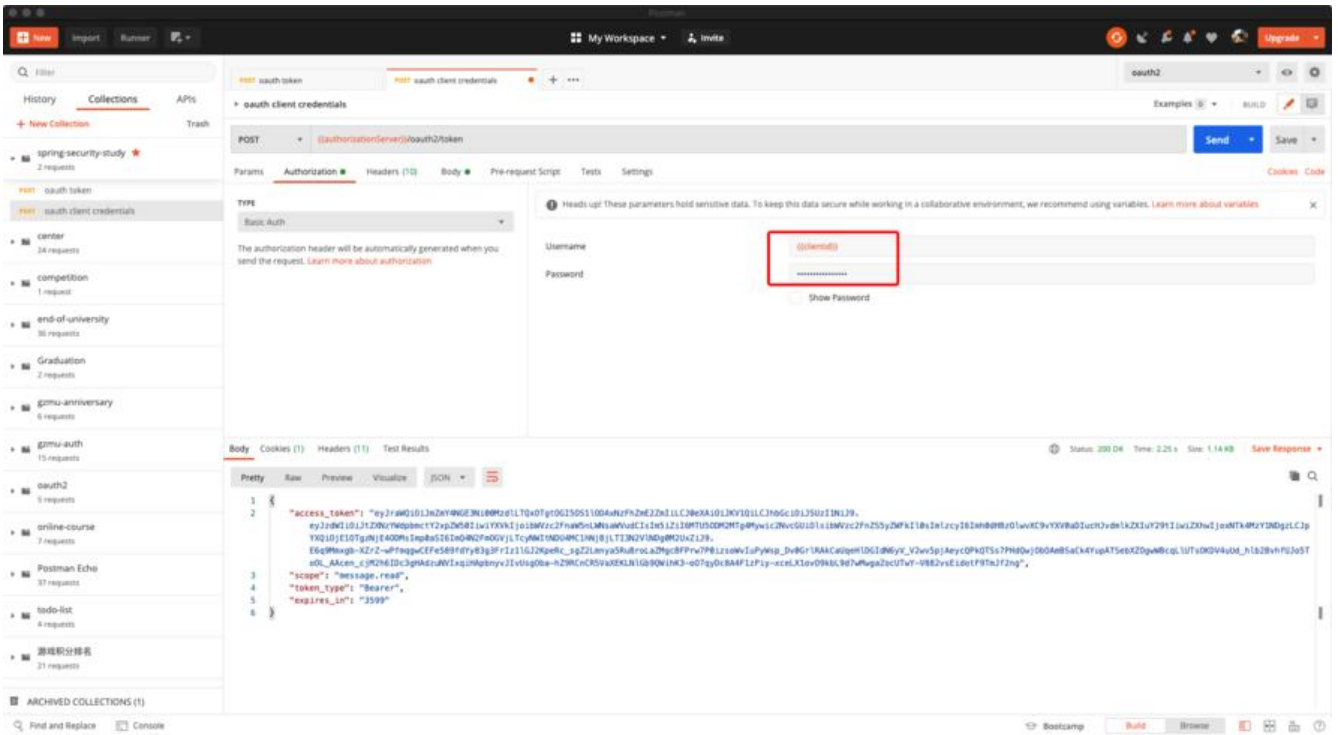 Postman
New
Import
Runner
My Workspace
Invite
Upgrade
Filter
History
Collections
APIs
+ New Collection
Trash
spring-security-study
2 requests
POST oauth token
POST oauth client credentials
center
24 requests
competition
1 request
end-of-university
36 requests
Graduation
2 requests
gzmu-anniversary
6 requests
gzmu-auth
15 requests
oauth2
5 requests
online-course
7 requests
Postman Echo
37 requests
todo-list
4 requests
游戏积分排名
21 requests
ARCHIVED COLLECTIONS (1)
POST oauth token
POST oauth client credentials
oauth2
oauth client credentials
Examples
BUILD
POST
{{authorizationServer}}/oauth2/token
Send
Save
Params
Authorization
Headers (10)
Body
Pre-request Script
Tests
Settings
Cookies
Code
TYPE
Basic Auth
The authorization header will be automatically generated when you
send the request. Learn more about authorization
Heads up! These parameters hold sensitive data. To keep this data secure while working in a collaborative environment, we recommend using variables. Learn more about variables
Username
{{clientId}}
Password
Show Password
Body
Cookies (1)
Headers (11)
Test Results
Status: 200 OK
Time: 2.25 s
Size: 1.14 KB
Save Response
Pretty
Raw
Preview
Visualize
JSON
1 {
2 "access_token":
3 "scope": "message.read",
4 "token_type": "Bearer",
5 "expires_in": "3599"
6 }
Find and Replace
Console
Bootcamp
Build
Browse